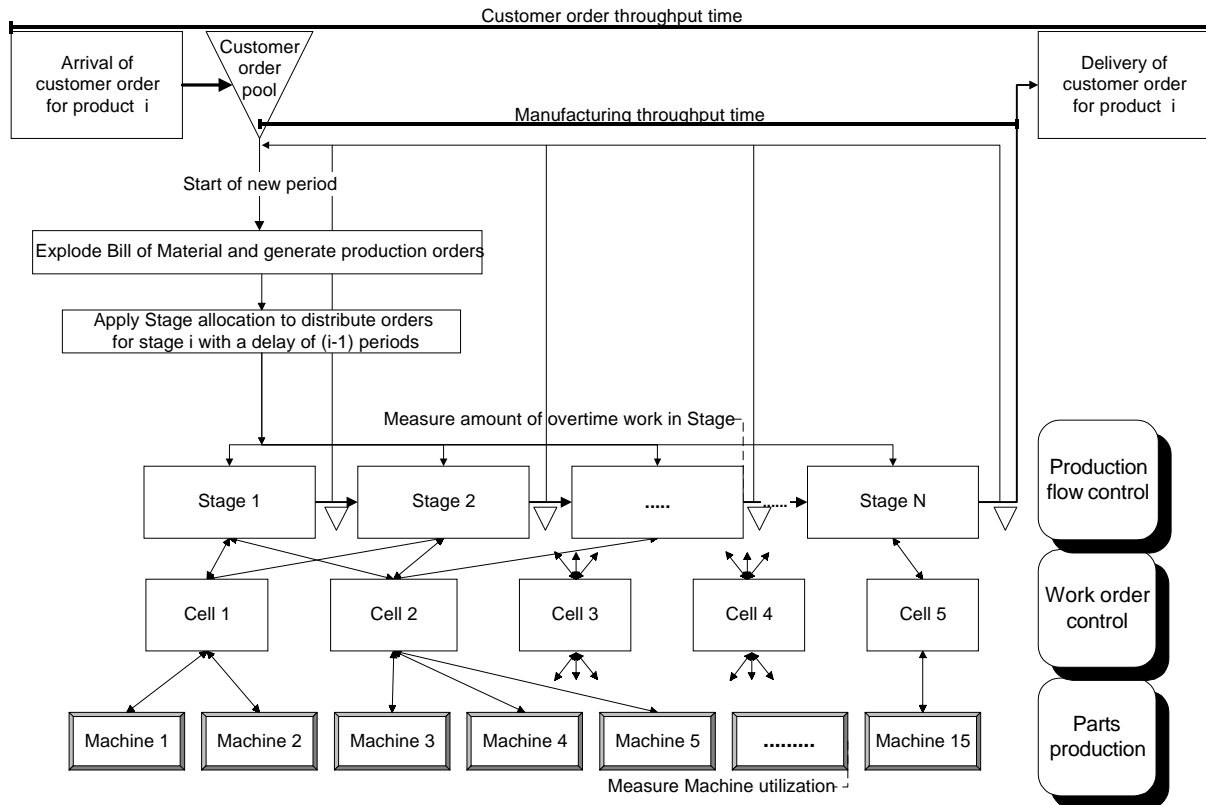 Customer order throughput time
Arrival of
customer order
for product i
Customer
order
pool
Delivery of
customer order
for product i
Manufacturing throughput time
Start of new period
Explode Bill of Material and generate production orders
Apply Stage allocation to distribute orders
for stage i with a delay of (i-1) periods
Measure amount of overtime work in Stage
Stage 1
Stage 2
.....
......
Stage N
Production
flow control
Cell 1
Cell 2
Cell 3
Cell 4
Cell 5
Work order
control
Machine 1
Machine 2
Machine 3
Machine 4
Machine 5
.........
Machine 15
Parts
production
Measure Machine utilization